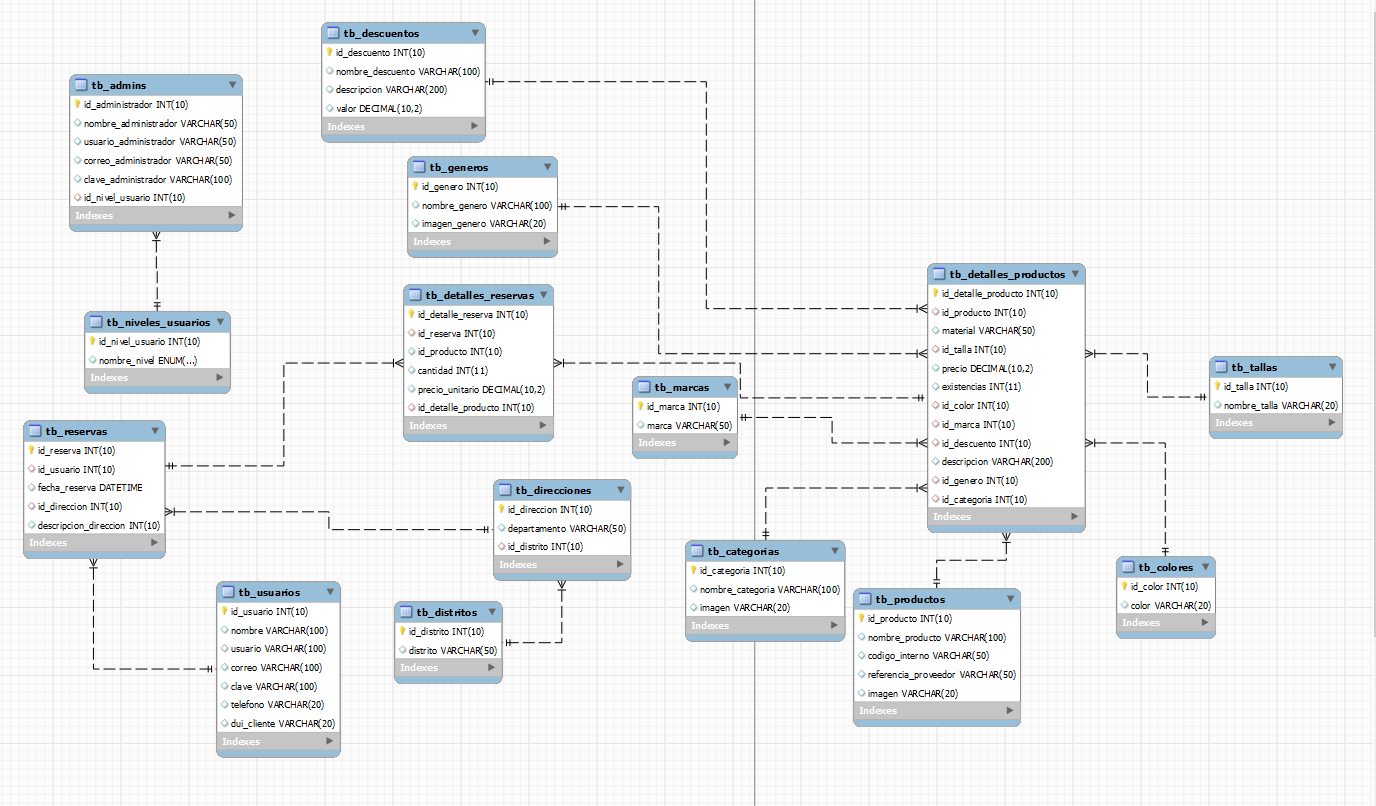 tb_descuentos
id_descuento INT(10)
nombre_descuento VARCHAR(100)
descripcion VARCHAR(200)
valor DECIMAL(10,2)
Indexes
tb_admins
id_administrador INT(10)
nombre_administrador VARCHAR(50)
usuario_administrador VARCHAR(50)
correo_administrador VARCHAR(50)
clave_administrador VARCHAR(100)
id_nivel_usuario INT(10)
Indexes
tb_generos
id_genero INT(10)
nombre_genero VARCHAR(100)
imagen_genero VARCHAR(20)
Indexes
tb_detalles_productos
id_detalle_producto INT(10)
id_producto INT(10)
material VARCHAR(50)
id_talla INT(10)
precio DECIMAL(10,2)
existencias INT(11)
id_color INT(10)
id_marca INT(10)
id_descuento INT(10)
descripcion VARCHAR(200)
id_genero INT(10)
id_categoria INT(10)
Indexes
tb_detalles_reservas
id_detalle_reserva INT(10)
id_reserva INT(10)
id_producto INT(10)
cantidad INT(11)
precio_unitario DECIMAL(10,2)
id_detalle_producto INT(10)
Indexes
tb_niveles_usuarios
id_nivel_usuario INT(10)
nombre_nivel ENUM(...)
Indexes
tb_tallas
id_talla INT(10)
nombre_talla VARCHAR(20)
Indexes
tb_marcas
id_marca INT(10)
marca VARCHAR(50)
Indexes
tb_reservas
id_reserva INT(10)
id_usuario INT(10)
fecha_reserva DATETIME
id_direccion INT(10)
descripcion_direccion INT(10)
Indexes
tb_direcciones
id_direccion INT(10)
departamento VARCHAR(50)
id_distrito INT(10)
Indexes
tb_categorias
id_categoria INT(10)
nombre_categoria VARCHAR(100)
imagen VARCHAR(20)
Indexes
tb_colores
id_color INT(10)
color VARCHAR(20)
Indexes
tb_usuarios
id_usuario INT(10)
nombre VARCHAR(100)
usuario VARCHAR(100)
correo VARCHAR(100)
clave VARCHAR(100)
telefono VARCHAR(20)
dui_cliente VARCHAR(20)
Indexes
tb_distritos
id_distrito INT(10)
distrito VARCHAR(50)
Indexes
tb_productos
id_producto INT(10)
nombre_producto VARCHAR(100)
codigo_interno VARCHAR(50)
referencia_proveedor VARCHAR(50)
imagen VARCHAR(20)
Indexes